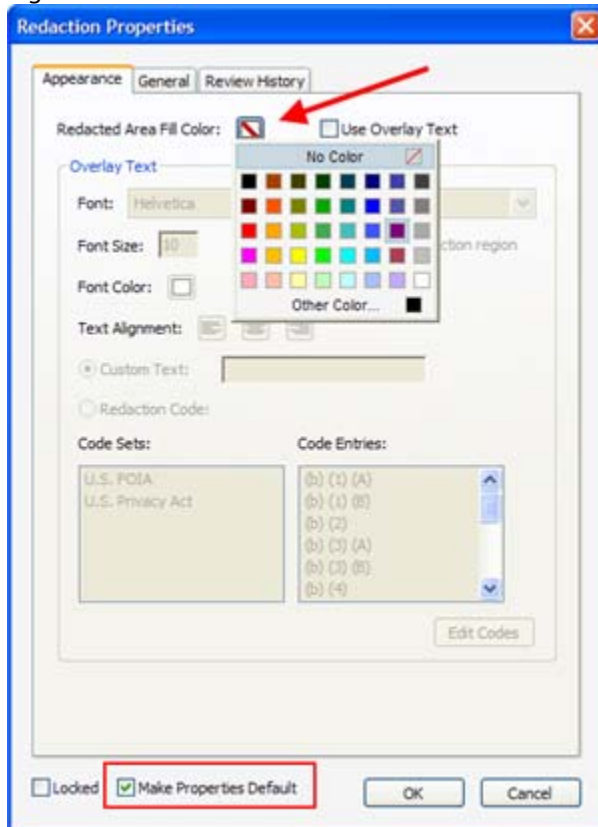 Redaction Properties
Appearance General Review History
Redacted Area Fill Color: Use Overlay Text
No Color
Overlay Text
Font: Helvetica
Font Size: 10 ction region
Font Color:
Other Color...
Text Alignment:
Custom Text:
Redaction Code:
Code Sets: Code Entries:
U.S. FOIA (b) (1) (A)
U.S. Privacy Act (b) (1) (B)
(b) (2)
(b) (3) (A)
(b) (3) (B)
(b) (4)
Edit Codes
Locked Make Properties Default OK Cancel